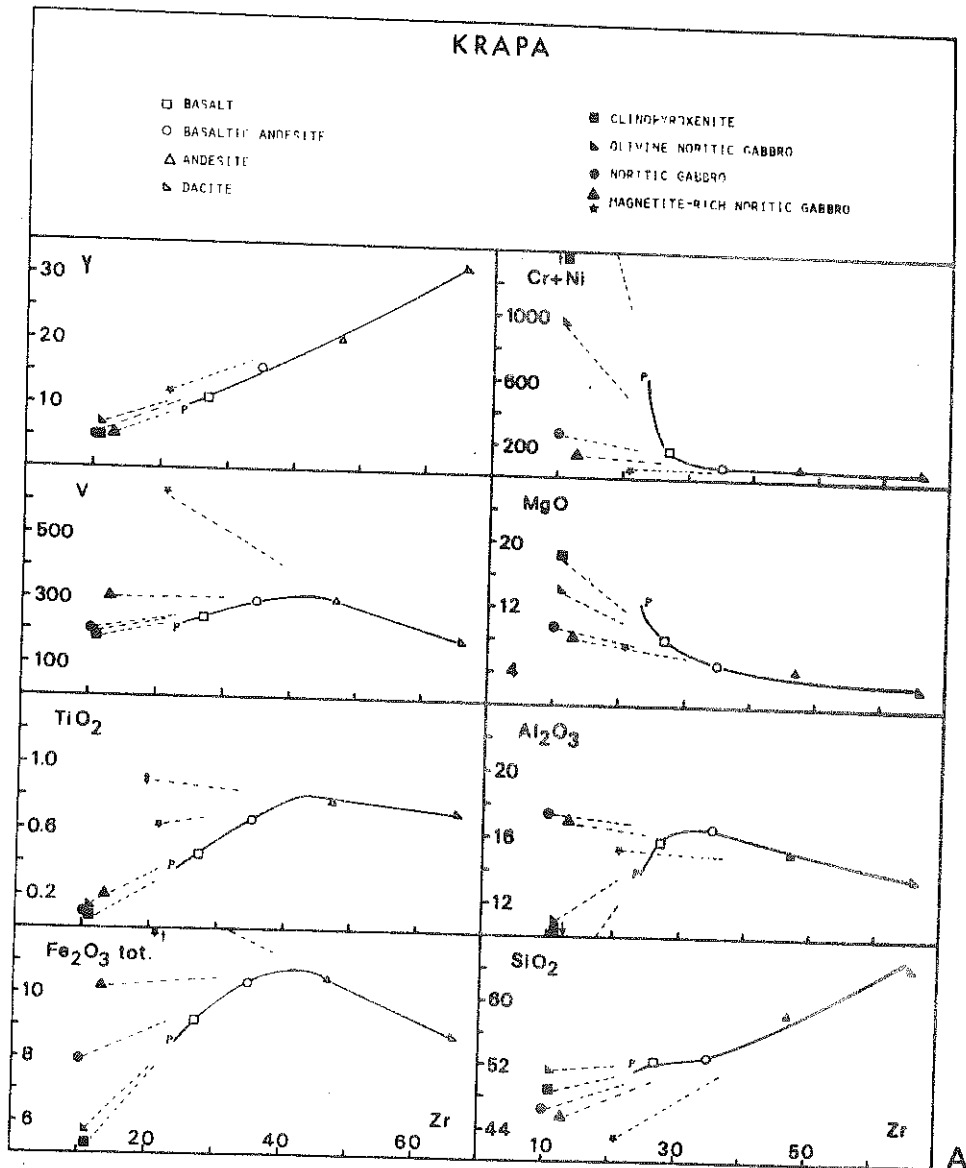 KRAPA
BASALT
BASALTIC ANDESITE
ANDESITE
DACITE
CLINOPYROXENITE
OLIVINE NORITIC GABBRO
NORITIC GABBRO
MAGNETITE-RICH NORITIC GABBRO
Y
30
20
10
P
Cr+Ni
1000
600
200
P
V
500
300
100
P
MgO
20
12
4
P
TiO2
1.0
0.6
0.2
P
Al2O3
20
16
12
P
Fe2O3 tot.
10
8
6
P
Zr
20 40 60
SiO2
60
52
44
P
Zr
10 30 50
A